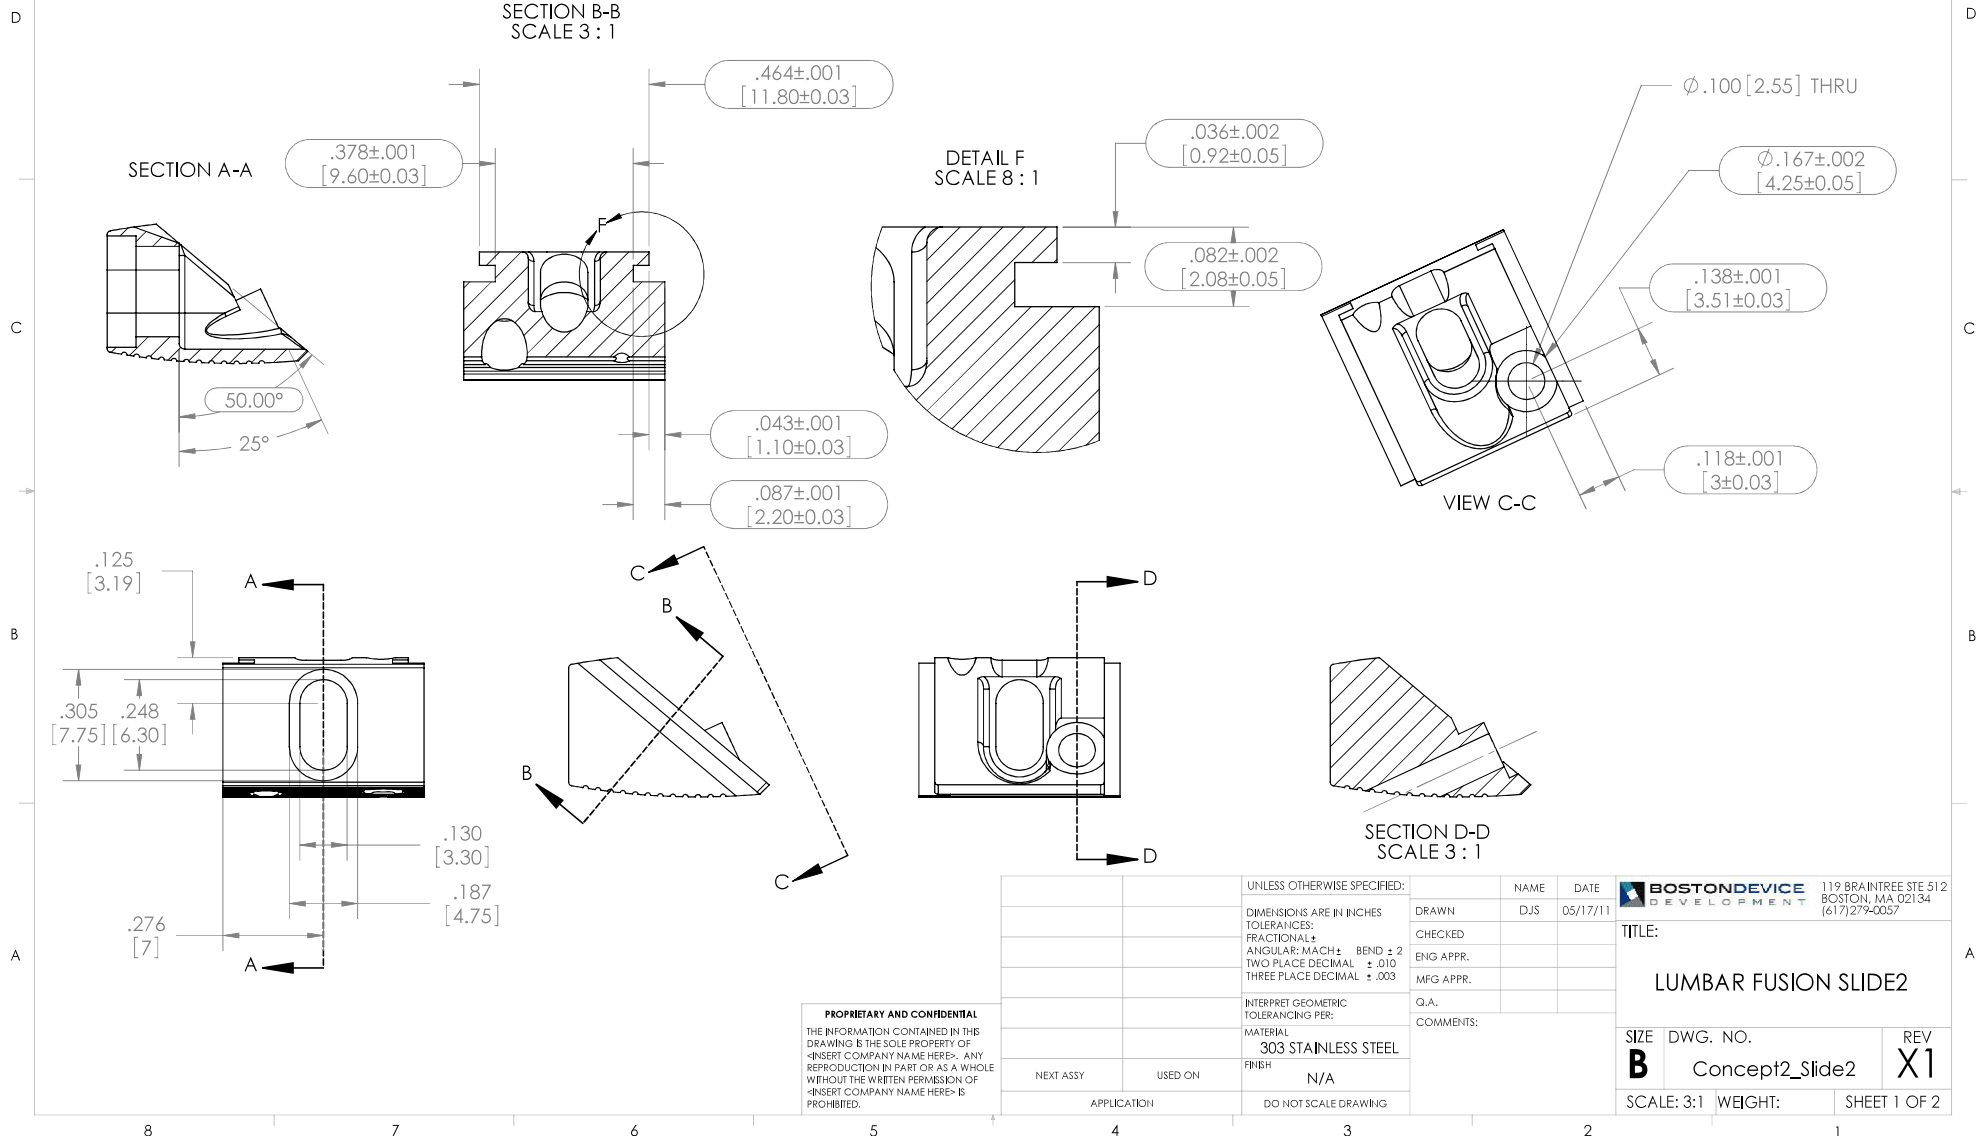 D
D
SECTION B-B
SCALE 3 : 1
.464±.001
[11.80±0.03]
.378±.001
[9.60±0.03]
SECTION A-A
F
50.00°
25°
.043±.001
[1.10±0.03]
.087±.001
[2.20±0.03]
DETAIL F
SCALE 8 : 1
.036±.002
[0.92±0.05]
.082±.002
[2.08±0.05]
Ø.100 [2.55] THRU
Ø.167±.002
[4.25±0.05]
.138±.001
[3.51±0.03]
.118±.001
[3±0.03]
VIEW C-C
C
C
.125
[3.19]
A
.305
[7.75]
.248
[6.30]
.130
[3.30]
.187
[4.75]
.276
[7]
A
C
B
B
C
D
D
SECTION D-D
SCALE 3 : 1
B
B
A
A
PROPRIETARY AND CONFIDENTIAL
THE INFORMATION CONTAINED IN THIS
DRAWING IS THE SOLE PROPERTY OF
<INSERT COMPANY NAME HERE>. ANY
REPRODUCTION IN PART OR AS A WHOLE
WITHOUT THE WRITTEN PERMISSION OF
<INSERT COMPANY NAME HERE> IS
PROHIBITED.
NEXT ASSY
USED ON
APPLICATION
UNLESS OTHERWISE SPECIFIED:
DIMENSIONS ARE IN INCHES
TOLERANCES:
FRACTIONAL ±
ANGULAR: MACH ± BEND ± 2
TWO PLACE DECIMAL ± .010
THREE PLACE DECIMAL ± .003
INTERPRET GEOMETRIC
TOLERANCING PER:
MATERIAL
303 STAINLESS STEEL
FINISH
N/A
DO NOT SCALE DRAWING
NAME
DATE
DRAWN
DJS
05/17/11
CHECKED
ENG APPR.
MFG APPR.
Q.A.
COMMENTS:
BOSTONDEVICE
DEVELOPMENT
119 BRAINTREE STE 512
BOSTON, MA 02134
(617)279-0057
TITLE:
LUMBAR FUSION SLIDE2
SIZE
B
DWG. NO.
Concept2_Slide2
REV
X1
SCALE: 3:1
WEIGHT:
SHEET 1 OF 2
8
7
6
5
4
3
2
1